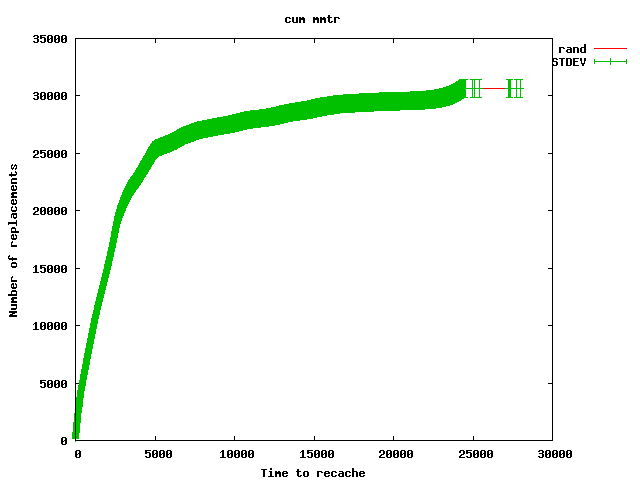 cum mmtr
rand
STDEV
35000
30000
25000
20000
15000
10000
5000
0
Number of replacements
0 5000 10000 15000 20000 25000 30000
Time to recache